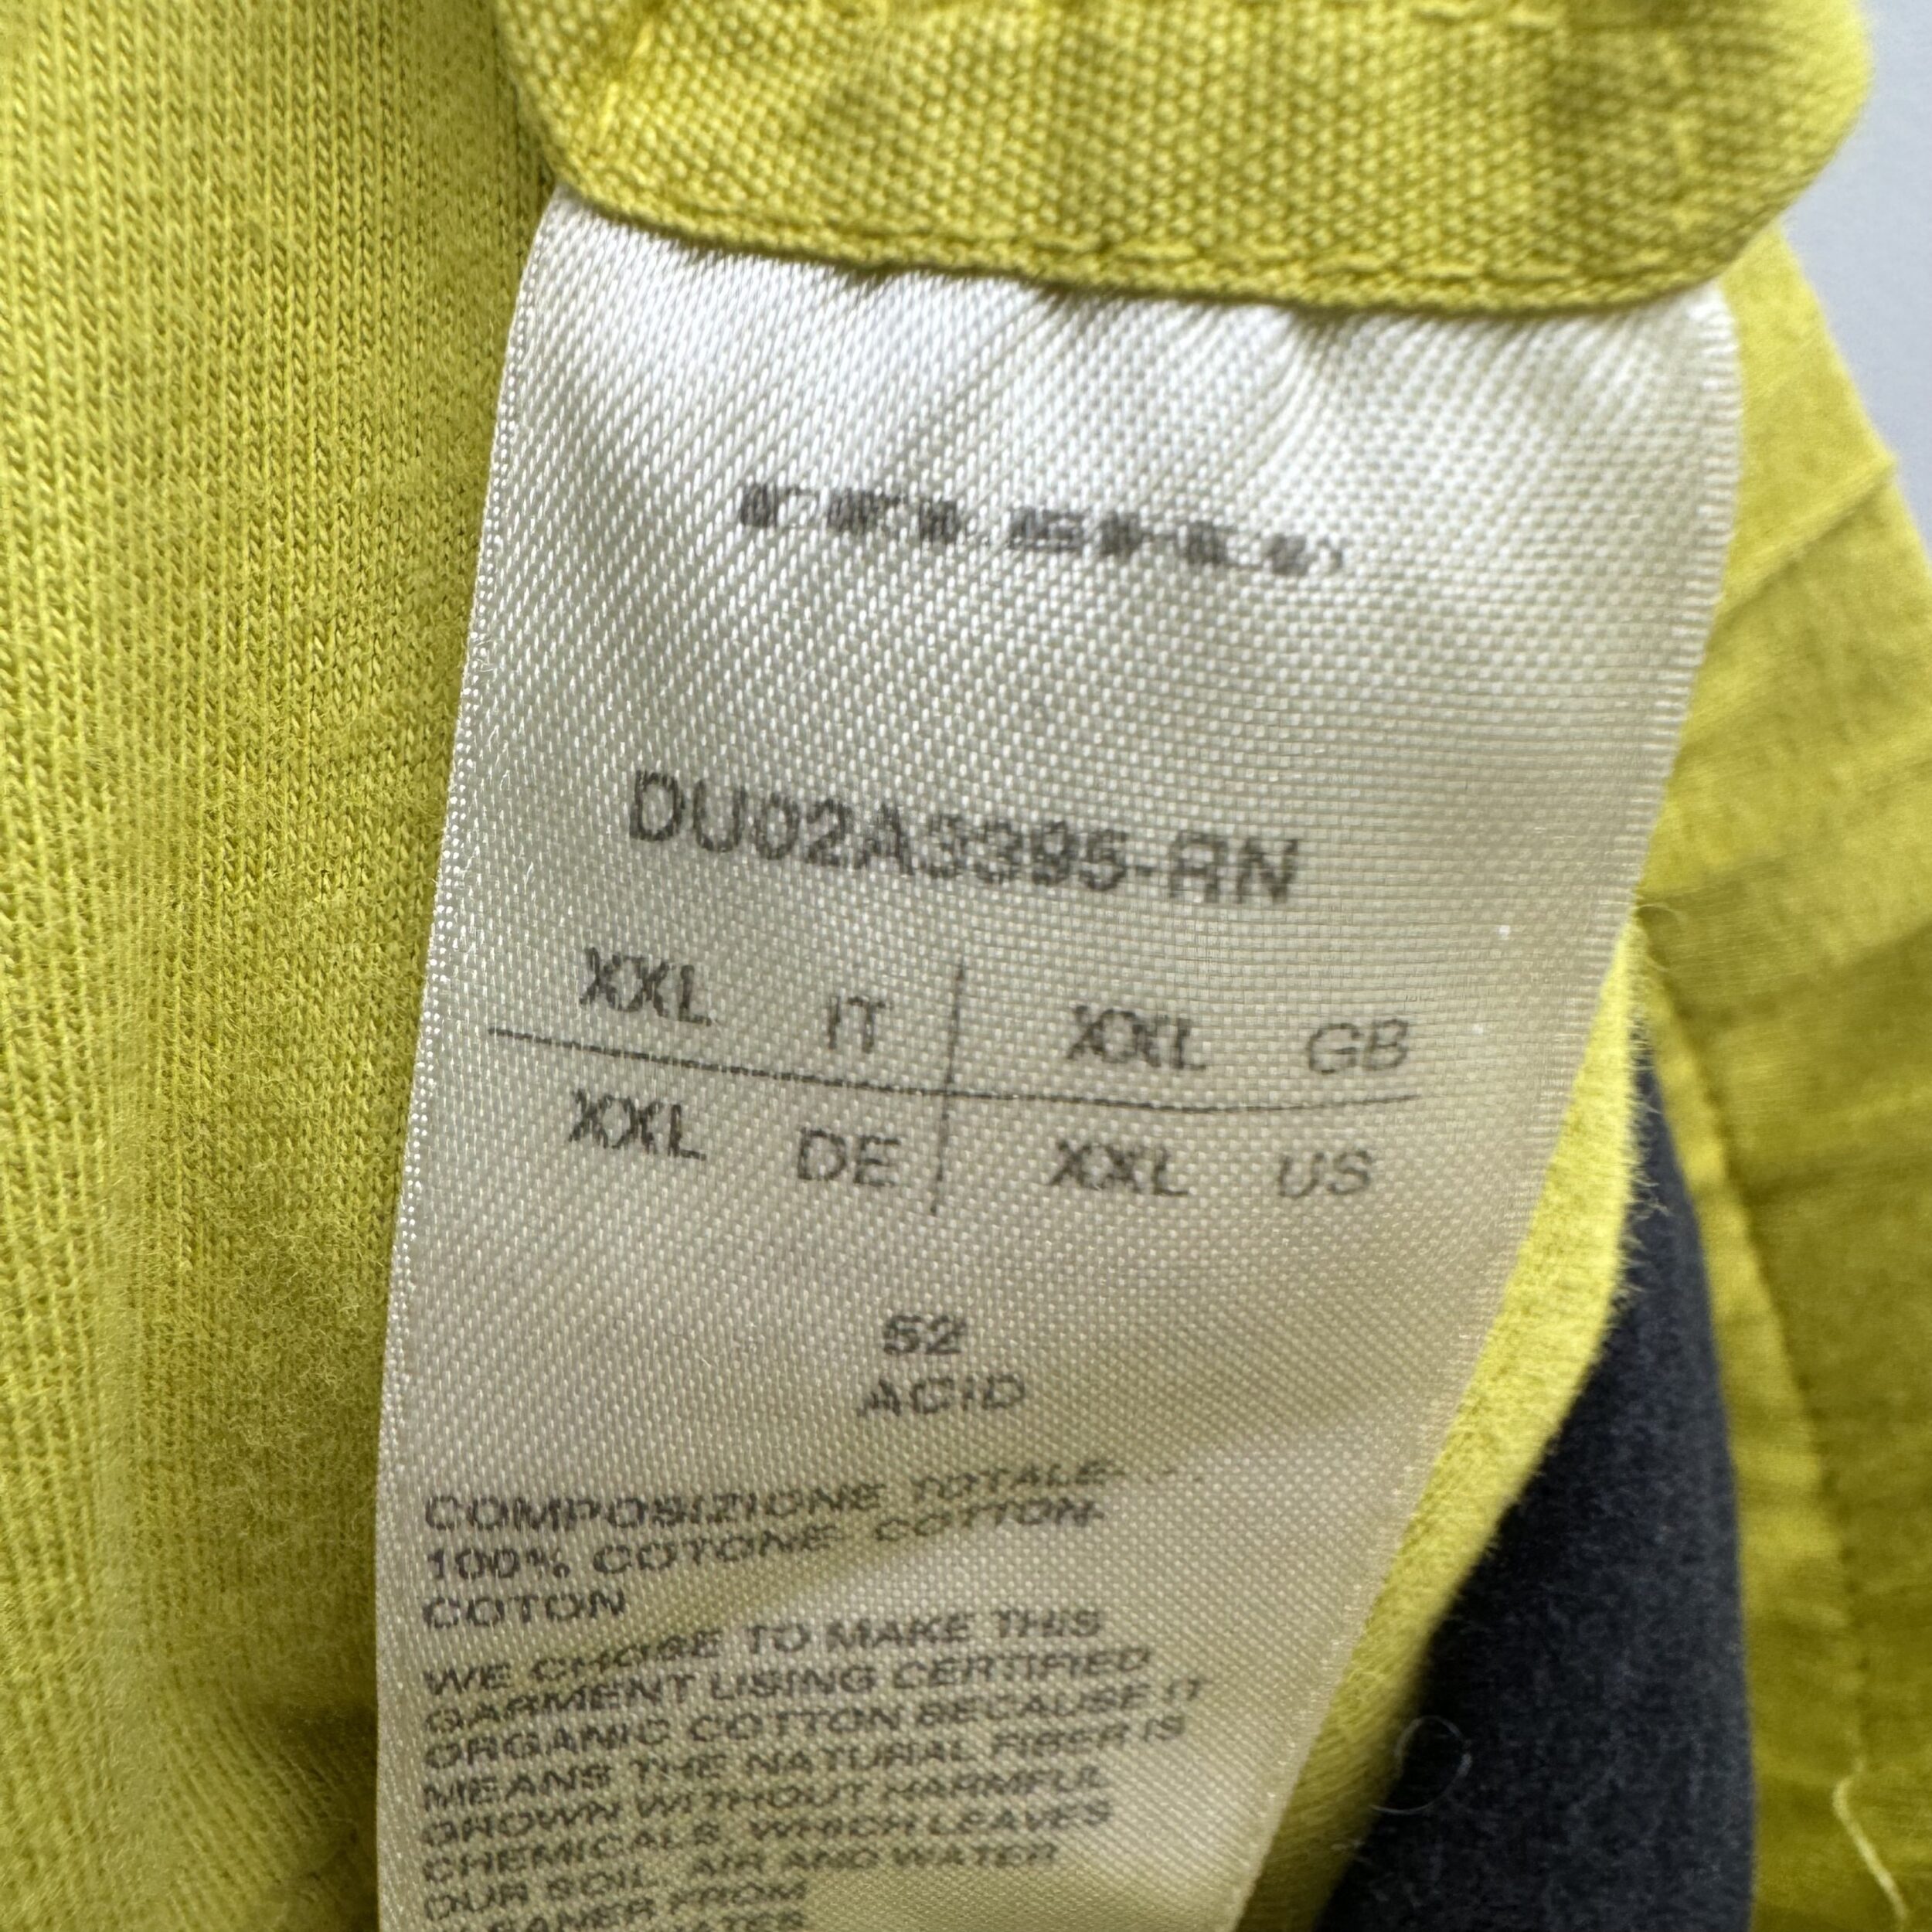 DU02A3395-RN
XXL IT XXL GB
XXL DE XXL US
52
ACID
COMPOSIZIONE TOTALE
100% COTONE COTTON
COTON
WE CHOSE TO MAKE THIS
GARMENT USING CERTIFIED
ORGANIC COTTON BECAUSE IT
MEANS THE NATURAL FIBER IS
GROWN WITHOUT HARMFUL
CHEMICALS, WHICH LEAVES
OUR SOIL, AIR AND WATER
FROM